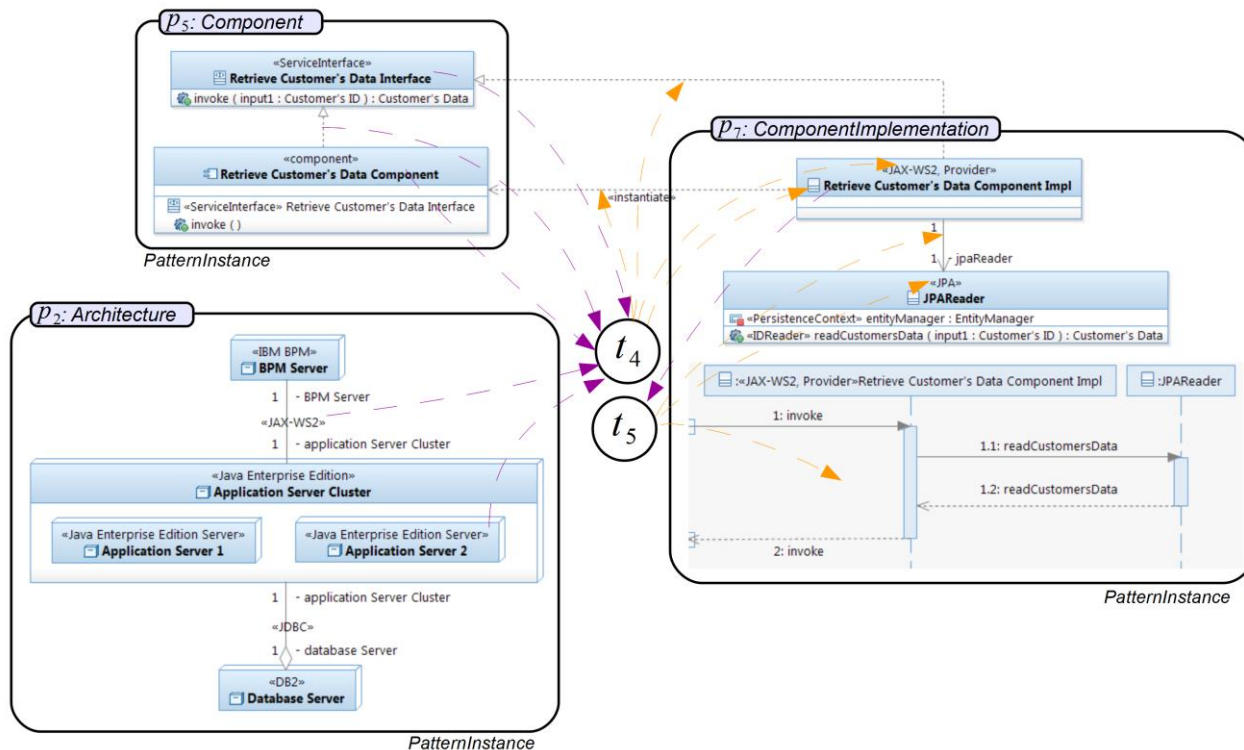 p5: Component
«ServiceInterface»
Retrieve Customer's Data Interface
invoke ( input1 : Customer's ID ) : Customer's Data
«component»
Retrieve Customer's Data Component
«ServiceInterface» Retrieve Customer's Data Interface
invoke ( )
PatternInstance
p2: Architecture
«IBM BPM»
BPM Server
1 - BPM Server
«JAX-WS2»
1 - application Server Cluster
«Java Enterprise Edition»
Application Server Cluster
«Java Enterprise Edition Server»
Application Server 1
«Java Enterprise Edition Server»
Application Server 2
1 - application Server Cluster
«JDBC»
1 - database Server
«DB2»
Database Server
PatternInstance
t4
t5
«instantiate»
p7: ComponentImplementation
«JAX-WS2, Provider»
Retrieve Customer's Data Component Impl
1
1 - jpaReader
«JPA»
JPAReader
«PersistenceContext» entityManager : EntityManager
«IDReader» readCustomersData ( input1 : Customer's ID ) : Customer's Data
:«JAX-WS2, Provider»Retrieve Customer's Data Component Impl
:JPAReader
1: invoke
1.1: readCustomersData
1.2: readCustomersData
2: invoke
PatternInstance